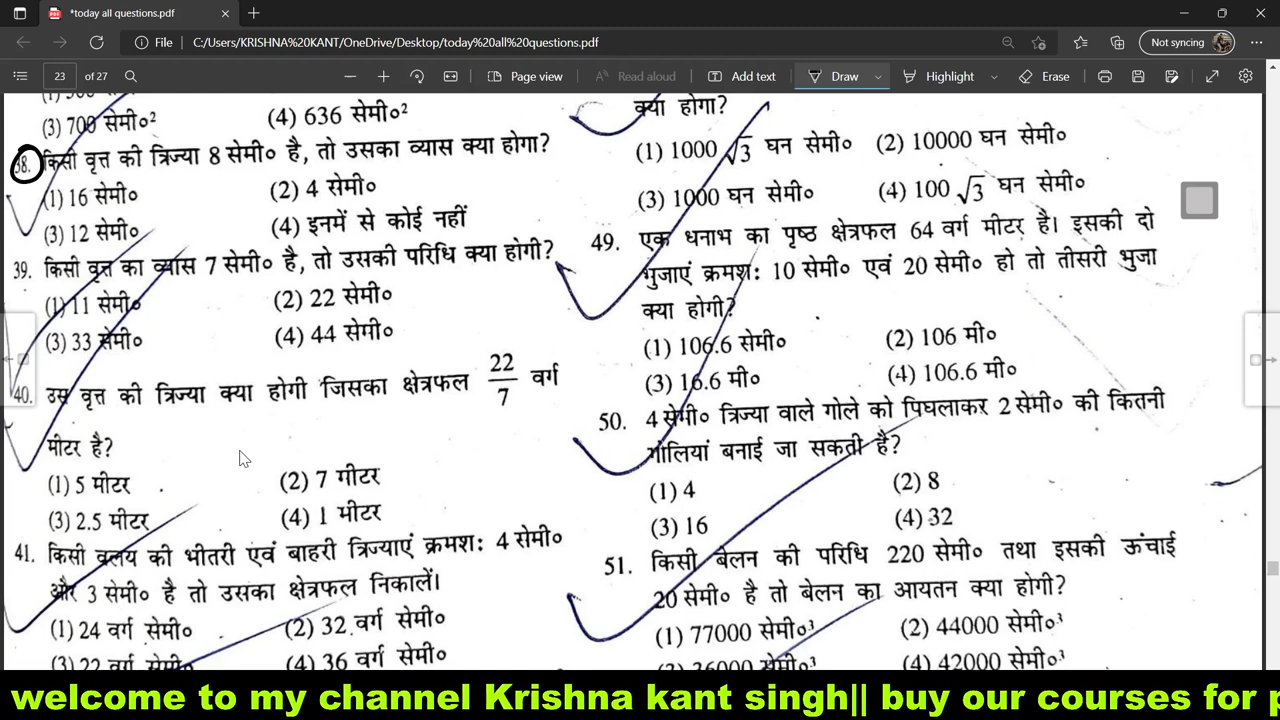 *today all questions.pdf
File
C:/Users/KRISHNA%20KANT/OneDrive/Desktop/today%20all%20questions.pdf
Not syncing
23 of 27
Page view
Read aloud
Add text
Draw
Highlight
Erase
(3) 700 सेमी०²
(4) 636 सेमी०²
38. किसी वृत्त की त्रिज्या 8 सेमी० है, तो उसका व्यास क्या होगा?
(1) 16 सेमी०
(2) 4 सेमी०
(3) 12 सेमी०
(4) इनमें से कोई नहीं
39. किसी वृत्त का व्यास 7 सेमी० है, तो उसकी परिधि क्या होगी?
(1) 11 सेमी०
(2) 22 सेमी०
(3) 33 सेमी०
(4) 44 सेमी०
40. उस वृत्त की त्रिज्या क्या होगी जिसका क्षेत्रफल 22/7 वर्ग
मीटर है?
(1) 5 मीटर
(2) 7 मीटर
(3) 2.5 मीटर
(4) 1 मीटर
41. किसी वलय की भीतरी एवं बाहरी त्रिज्याएं क्रमश: 4 सेमी०
और 3 सेमी० है तो उसका क्षेत्रफल निकालें।
(1) 24 वर्ग सेमी०
(2) 32 वर्ग सेमी०
(3) 22 वर्ग सेमी०
(4) 36 वर्ग सेमी०
क्या होगा?
(1) 1000 √3 घन सेमी०
(2) 10000 घन सेमी०
(3) 1000 घन सेमी०
(4) 100 √3 घन सेमी०
49. एक धनाभ का पृष्ठ क्षेत्रफल 64 वर्ग मीटर है। इसकी दो
भुजाएं क्रमश: 10 सेमी० एवं 20 सेमी० हो तो तीसरी भुजा
क्या होगी?
(1) 106.6 सेमी०
(2) 106 मी०
(3) 16.6 मी०
(4) 106.6 मी०
50. 4 सेमी० त्रिज्या वाले गोले को पिघलाकर 2 सेमी० की कितनी
गोलियां बनाई जा सकती है?
(1) 4
(2) 8
(3) 16
(4) 32
51. किसी बेलन की परिधि 220 सेमी० तथा इसकी ऊंचाई
20 सेमी० है तो बेलन का आयतन क्या होगी?
(1) 77000 सेमी०³
(2) 44000 सेमी०³
(4) 42000 सेमी०³
welcome to my channel Krishna kant singh|| buy our courses for p